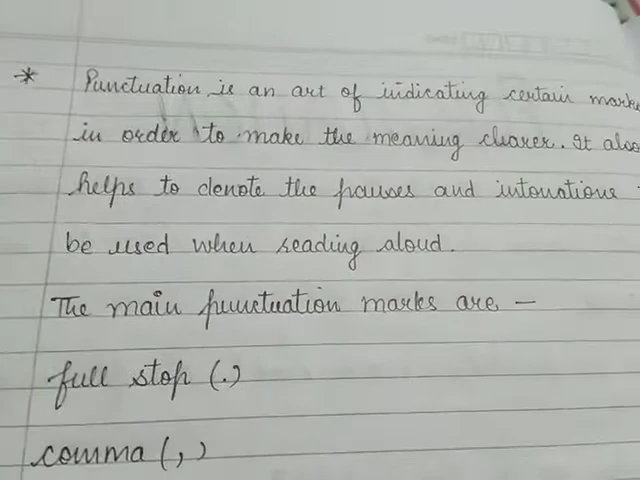 * Punctuation is an art of indicating certain marks
in order to make the meaning clearer. It also
helps to denote the pauses and intonations
be used when reading aloud.
The main punctuation marks are –
full stop (.)
comma (,)